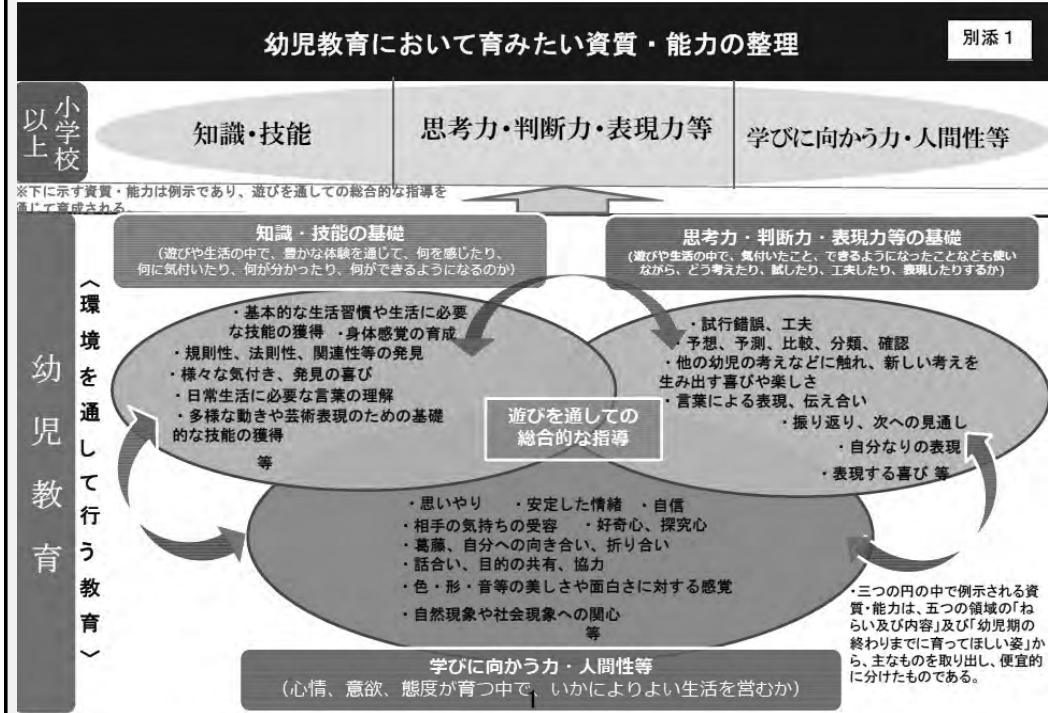 幼児教育において育みたい資質・能力の整理
別添1
小学校
以上
知識・技能
思考力・判断力・表現力等
学びに向かう力・人間性等
※下に示す資質・能力は例示であり、遊びを通しての総合的な指導を
通じて育成される。
知識・技能の基礎
(遊びや生活の中で、豊かな体験を通じて、何を感じたり、
何に気付いたり、何が分かったり、何ができるようになるのか)
思考力・判断力・表現力等の基礎
(遊びや生活の中で、気付いたこと、できるようになったことなども使い
ながら、どう考えたり、試したり、工夫したり、表現したりするか)
幼児教育
〈環境を通して行う教育〉
・基本的な生活習慣や生活に必要
な技能の獲得 ・身体感覚の育成
・規則性、法則性、関連性等の発見
・様々な気付き、発見の喜び
・日常生活に必要な言葉の理解
・多様な動きや芸術表現のための基礎
的な技能の獲得
等
・試行錯誤、工夫
・予想、予測、比較、分類、確認
・他の幼児の考えなどに触れ、新しい考えを
生み出す喜びや楽しさ
・言葉による表現、伝え合い
・振り返り、次への見通し
・自分なりの表現
・表現する喜び 等
遊びを通しての
総合的な指導
・思いやり ・安定した情緒 ・自信
・相手の気持ちの受容 ・好奇心、探究心
・葛藤、自分への向き合い、折り合い
・話合い、目的の共有、協力
・色・形・音等の美しさや面白さに対する感覚
・自然現象や社会現象への関心
等
・三つの円の中で例示される資
質・能力は、五つの領域の「ね
らい及び内容」及び「幼児期の
終わりまでに育ってほしい姿」か
ら、主なものを取り出し、便宜的
に分けたものである。
学びに向かう力・人間性等
(心情、意欲、態度が育つ中で、いかによりよい生活を営むか)
1